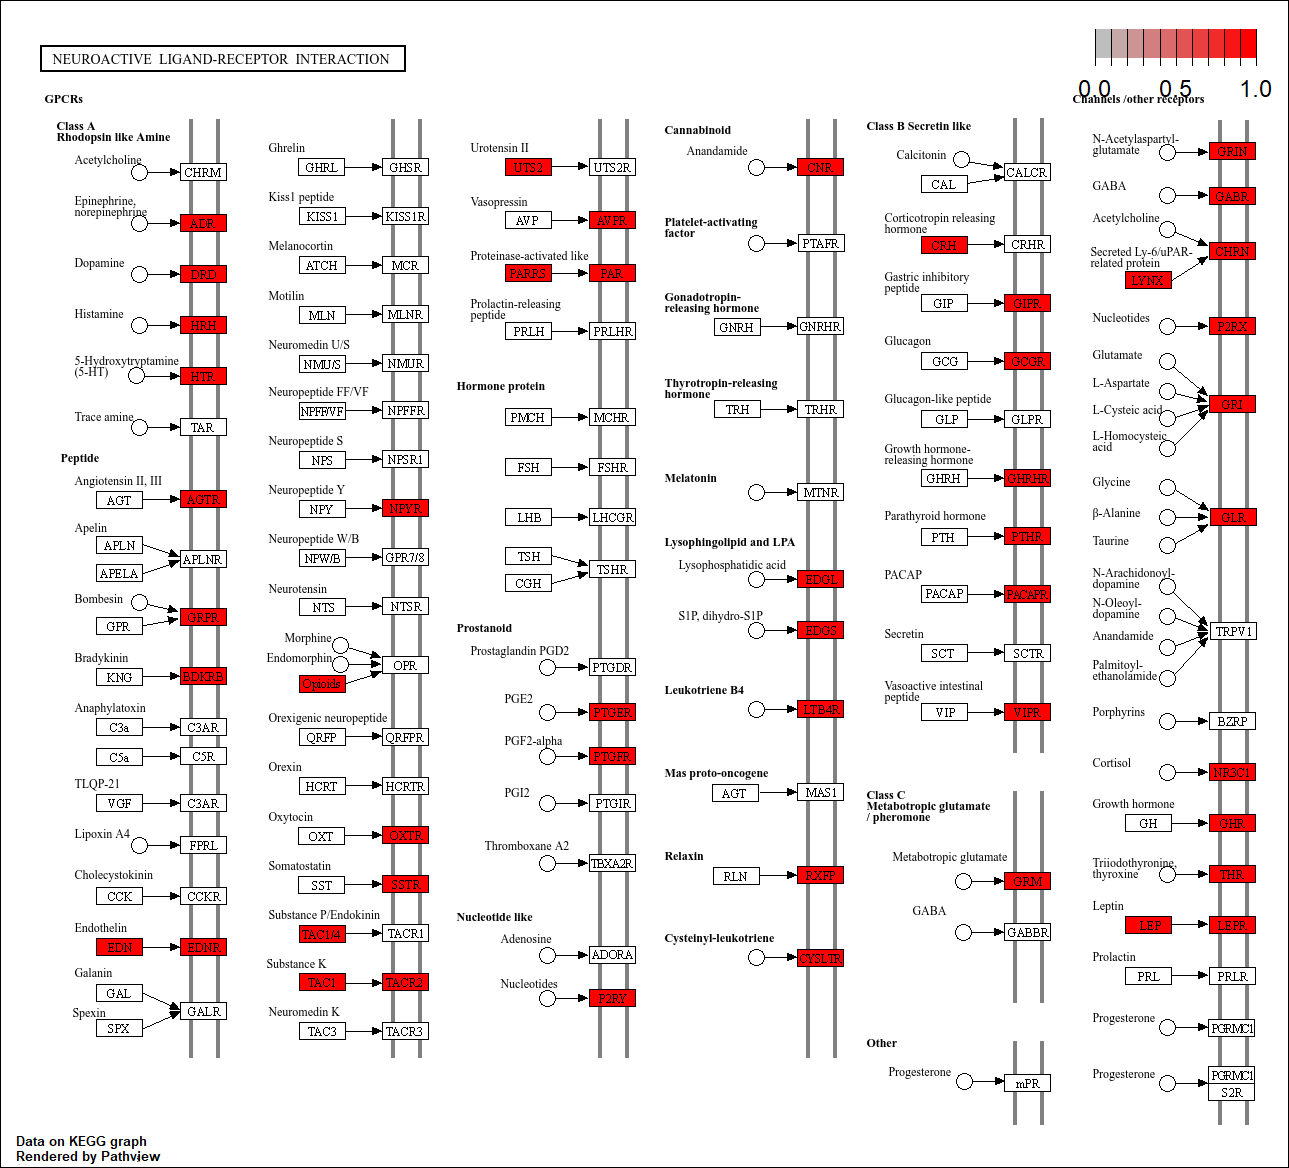 NEUROACTIVE LIGAND-RECEPTOR INTERACTION
0.0 0.5 1.0
GPCRs
Class A
Rhodopsin like Amine
Acetylcholine
CHRM
Epinephrine,
norepinephrine
ADR
Dopamine
DRD
Histamine
HRH
5-Hydroxytryptamine
(5-HT)
HTR
Trace amine
TAR
Peptide
Angiotensin II, III
AGT AGTR
Apelin
APLN
APLNR
APELA
Bombesin
GPR GRPR
Bradykinin
KNG BDKRB
Anaphylatoxin
C3a C3AR
C5a C5R
TLQP-21
VGF C3AR
Lipoxin A4
FPRL
Cholecystokinin
CCK CCKR
Endothelin
EDN EDNR
Galanin
GAL
GALR
Spexin
SPX
Ghrelin
GHRL GHSR
Kiss1 peptide
KISS1 KISS1R
Melanocortin
ATCH MCR
Motilin
MLN MLNR
Neuromedin U/S
NMU/S NMUR
Neuropeptide FF/VF
NPFF/VF NPFFR
Neuropeptide S
NPS NPSR1
Neuropeptide Y
NPY NPYR
Neuropeptide W/B
NPW/B GPR7/8
Neurotensin
NTS NTSR
Morphine
Endomorphin
OPR
Opioids
Orexigenic neuropeptide
QRFP QRFPR
Orexin
HCRT HCRTR
Oxytocin
OXT OXTR
Somatostatin
SST SSTR
Substance P/Endokinin
TAC1/4 TACR1
Substance K
TAC1 TACR2
Neuromedin K
TAC3 TACR3
Urotensin II
UTS2 UTS2R
Vasopressin
AVP AVPR
Proteinase-activated like
PARRS PAR
Prolactin-releasing
peptide
PRLH PRLHR
Hormone protein
PMCH MCHR
FSH FSHR
LHB LHCGR
TSH
TSHR
CGH
Prostanoid
Prostaglandin PGD2
PTGDR
PGE2
PTGER
PGF2-alpha
PTGFR
PGI2
PTGIR
Thromboxane A2
TBXA2R
Nucleotide like
Adenosine
ADORA
Nucleotides
P2RY
Cannabinoid
Anandamide
CNR
Platelet-activating
factor
PTAFR
Gonadotropin-
releasing hormone
GNRH GNRHR
Thyrotropin-releasing
hormone
TRH TRHR
Melatonin
MTNR
Lysophingolipid and LPA
Lysophosphatidic acid
EDGL
S1P, dihydro-S1P
EDGS
Leukotriene B4
LTB4R
Mas proto-oncogene
AGT MAS1
Relaxin
RLN RXFP
Cysteinyl-leukotriene
CYSLTR
Class B Secretin like
Calcitonin
CALCR
CAL
Corticotropin releasing
hormone
CRH CRHR
Gastric inhibitory
peptide
GIP GIPR
Glucagon
GCG GCGR
Glucagon-like peptide
GLP GLPR
Growth hormone-
releasing hormone
GHRH GHRHR
Parathyroid hormone
PTH PTHR
PACAP
PACAP PACAPR
Secretin
SCT SCTR
Vasoactive intestinal
peptide
VIP VIPR
Class C
Metabotropic glutamate
/ pheromone
Metabotropic glutamate
GRM
GABA
GABBR
Other
Progesterone
mPR
Channels /other receptors
N-Acetylaspartyl-
glutamate
GRIN
GABA
GABR
Acetylcholine
CHRN
Secreted Ly-6/uPAR-
related protein
LYNX
Nucleotides
P2RX
Glutamate
L-Aspartate
GRI
L-Cysteic acid
L-Homocysteic
acid
Glycine
β-Alanine
GLR
Taurine
N-Arachidonoyl-
dopamine
N-Oleoyl-
dopamine
TRPV1
Anandamide
Palmitoyl-
ethanolamide
Porphyrins
BZRP
Cortisol
NR3C1
Growth hormone
GH GHR
Triiodothyronine,
thyroxine
THR
Leptin
LEP LEPR
Prolactin
PRL PRLR
Progesterone
PGRMC1
Progesterone
PGRMC1
S2R
Data on KEGG graph
Rendered by Pathview